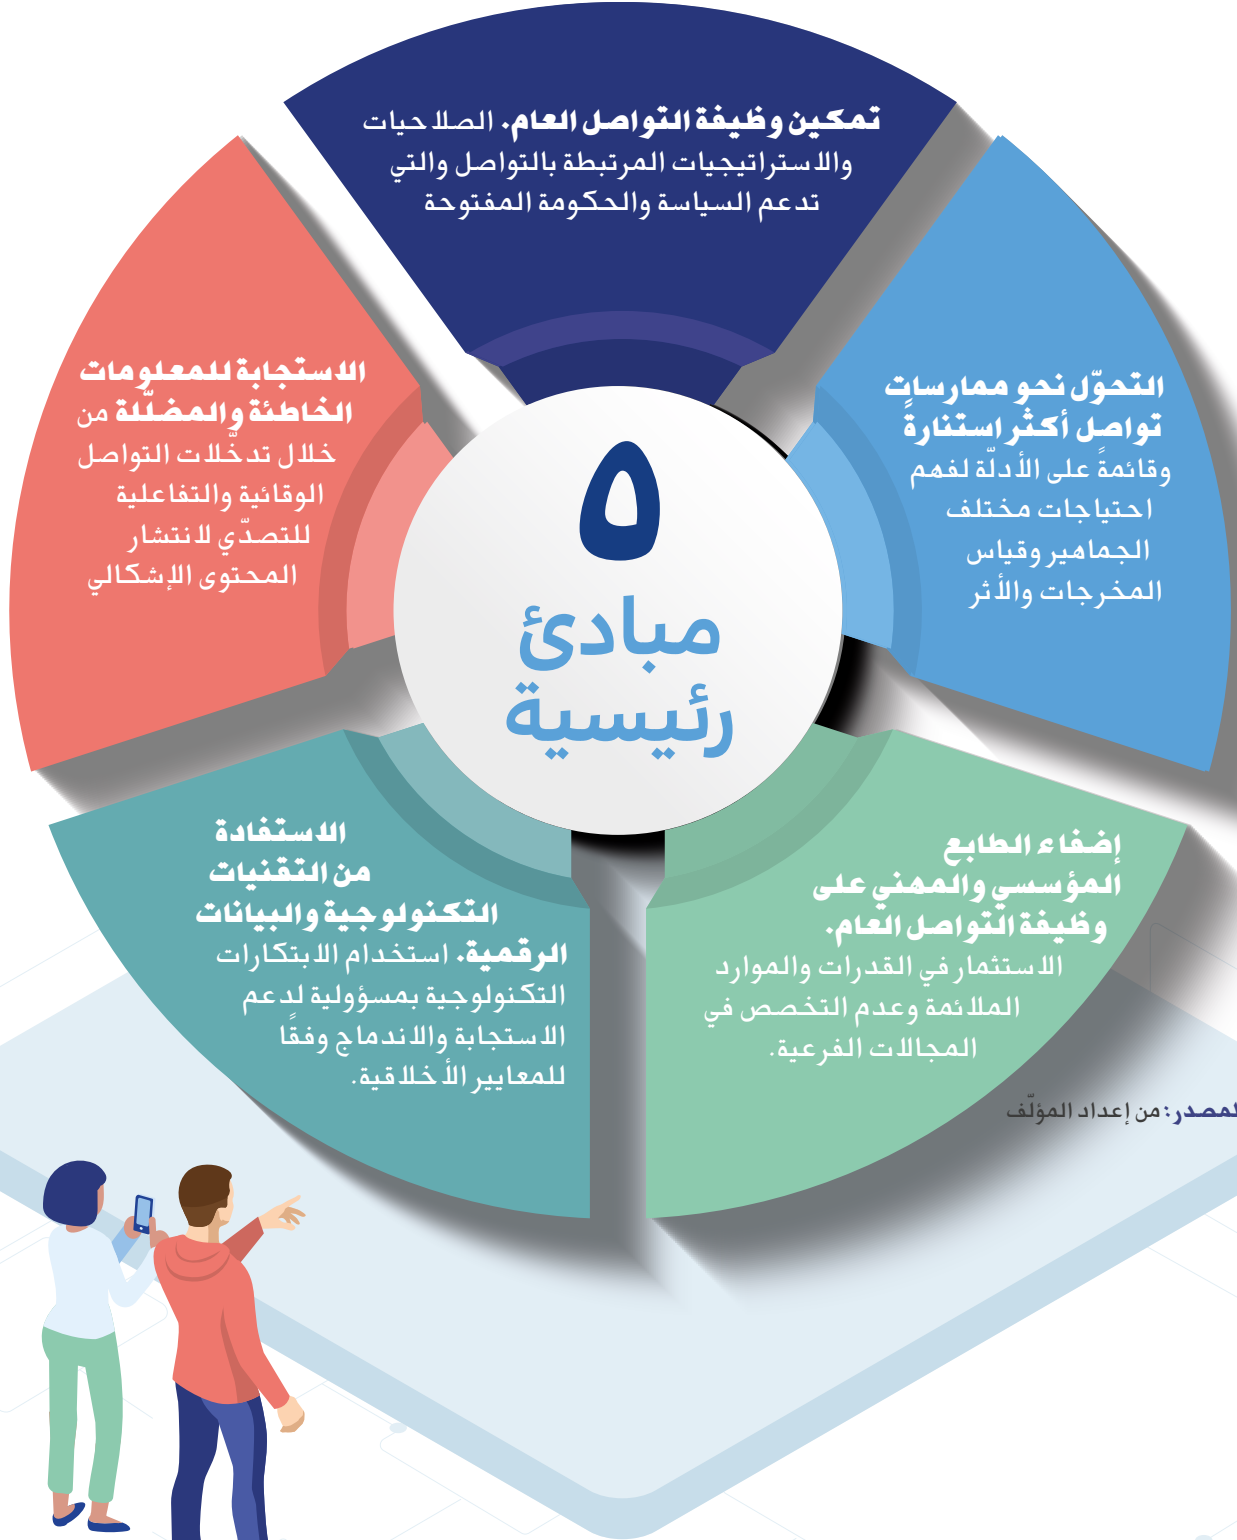 تمكين وظيفة التواصل العام. الصلاحيات
والاستراتيجيات المرتبطة بالتواصل والتي
تدعم السياسة والحكومة المفتوحة
التحوّل نحو ممارساتٍ
تواصل أكثر استنارةً
وقائمةً على الأدلّة لفهم
احتياجات مختلف
الجماهير وقياس
المخرجات والأثر
إضفاء الطابع
المؤسسي والمهني على
وظيفة التواصل العام.
الاستثمار في القدرات والموارد
الملائمة وعدم التخصص في
المجالات الفرعية.
الاستفادة
من التقنيات
التكنولوجية والبيانات
الرقمية. استخدام الابتكارات
التكنولوجية بمسؤولية لدعم
الاستجابة والاندماج وفقًا
للمعايير الأخلاقية.
الاستجابة للمعلومات
الخاطئة والمضلّلة من
خلال تدخّلات التواصل
الوقائية والتفاعلية
للتصدّي لانتشار
المحتوى الإشكالي
٥
مبادئ
رئيسية
لمصدر: من إعداد المؤلّف